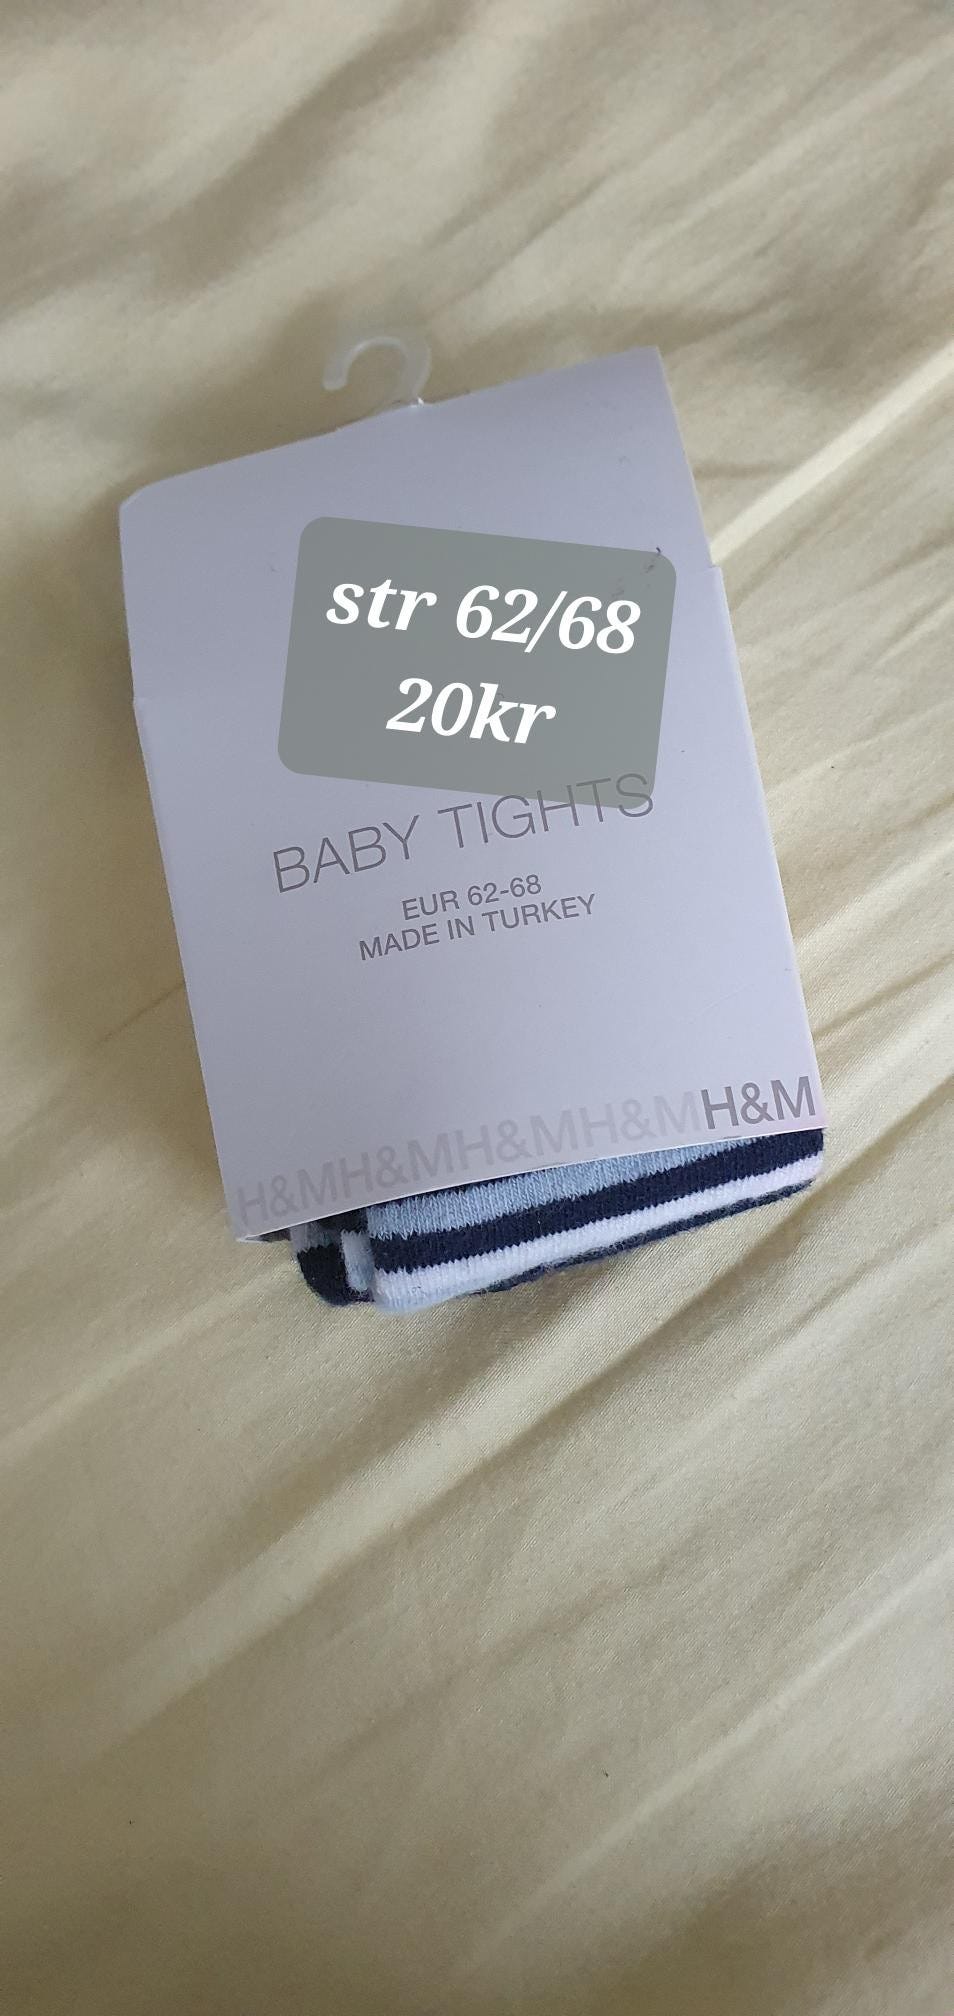 str 62/68
20kr
BABY TIGHTS
EUR 62-68
MADE IN TURKEY
H&MH&MH&MH&MH&M